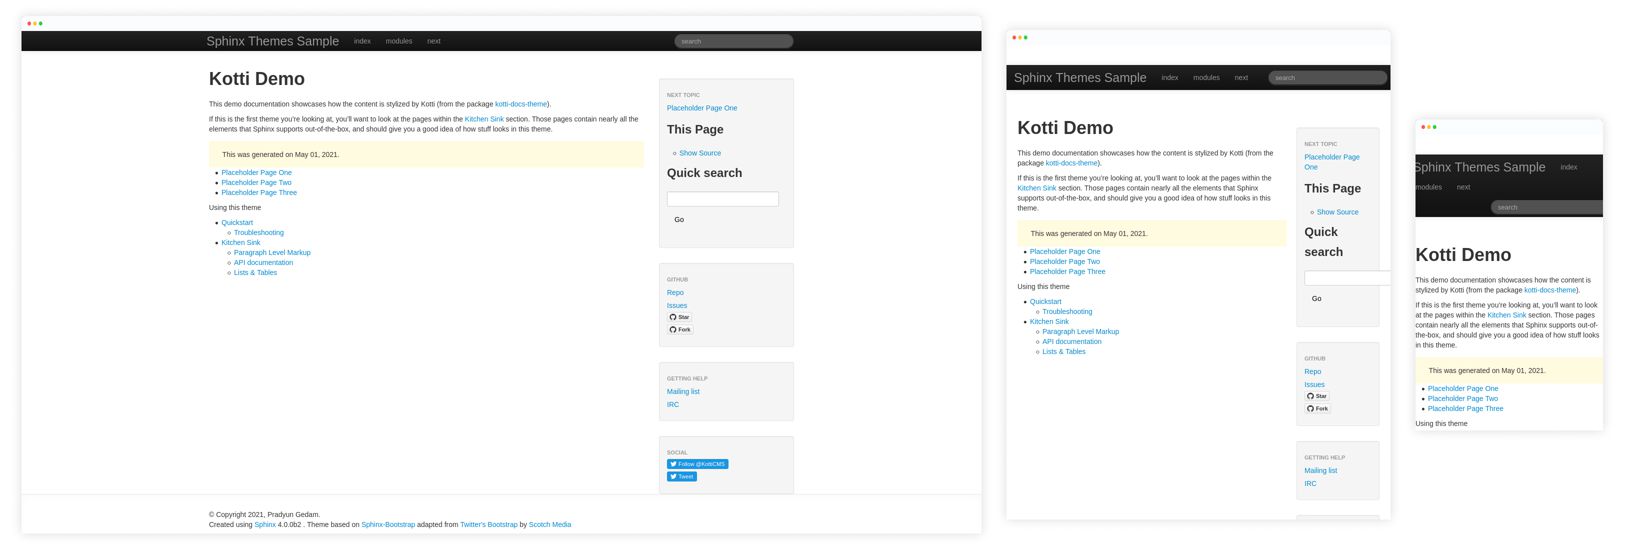 Sphinx Themes Sample index modules next search
Kotti Demo
This demo documentation showcases how the content is stylized by Kotti (from the package kotti-docs-theme).
If this is the first theme you're looking at, you'll want to look at the pages within the Kitchen Sink section. Those pages contain nearly all the
elements that Sphinx supports out-of-the-box, and should give you a good idea of how stuff looks in this theme.
This was generated on May 01, 2021.
Placeholder Page One
Placeholder Page Two
Placeholder Page Three
Using this theme
Quickstart
Troubleshooting
Kitchen Sink
Paragraph Level Markup
API documentation
Lists & Tables
NEXT TOPIC
Placeholder Page One
This Page
Show Source
Quick search
Go
GITHUB
Repo
Issues
Star
Fork
GETTING HELP
Mailing list
IRC
SOCIAL
Follow @KottiCMS
Tweet
© Copyright 2021, Pradyun Gedam.
Created using Sphinx 4.0.0b2 . Theme based on Sphinx-Bootstrap adapted from Twitter's Bootstrap by Scotch Media
Sphinx Themes Sample index modules next search
Kotti Demo
This demo documentation showcases how the content is stylized by Kotti (from the
package kotti-docs-theme).
If this is the first theme you're looking at, you'll want to look at the pages within the
Kitchen Sink section. Those pages contain nearly all the elements that Sphinx
supports out-of-the-box, and should give you a good idea of how stuff looks in this
theme.
This was generated on May 01, 2021.
Placeholder Page One
Placeholder Page Two
Placeholder Page Three
Using this theme
Quickstart
Troubleshooting
Kitchen Sink
Paragraph Level Markup
API documentation
Lists & Tables
NEXT TOPIC
Placeholder Page
One
This Page
Show Source
Quick
search
Go
GITHUB
Repo
Issues
Star
Fork
GETTING HELP
Mailing list
IRC
Sphinx Themes Sample index
modules next
search
Kotti Demo
This demo documentation showcases how the content is
stylized by Kotti (from the package kotti-docs-theme).
If this is the first theme you're looking at, you'll want to look
at the pages within the Kitchen Sink section. Those pages
contain nearly all the elements that Sphinx supports out-of-
the-box, and should give you a good idea of how stuff looks
in this theme.
This was generated on May 01, 2021.
Placeholder Page One
Placeholder Page Two
Placeholder Page Three
Using this theme